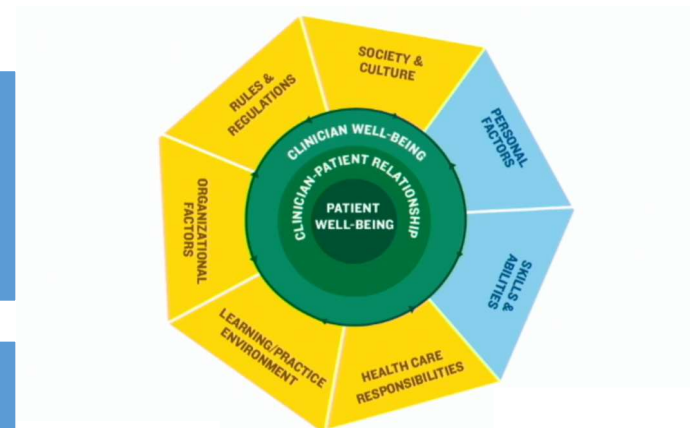 SOCIETY &
CULTURE
PERSONAL
FACTORS
SKILLS &
ABILITIES
HEALTH CARE
RESPONSIBILITIES
LEARNING/PRACTICE
ENVIRONMENT
ORGANIZATIONAL
FACTORS
RULES &
REGULATIONS
CLINICIAN WELL-BEING
CLINICIAN-PATIENT RELATIONSHIP
PATIENT
WELL-BEING